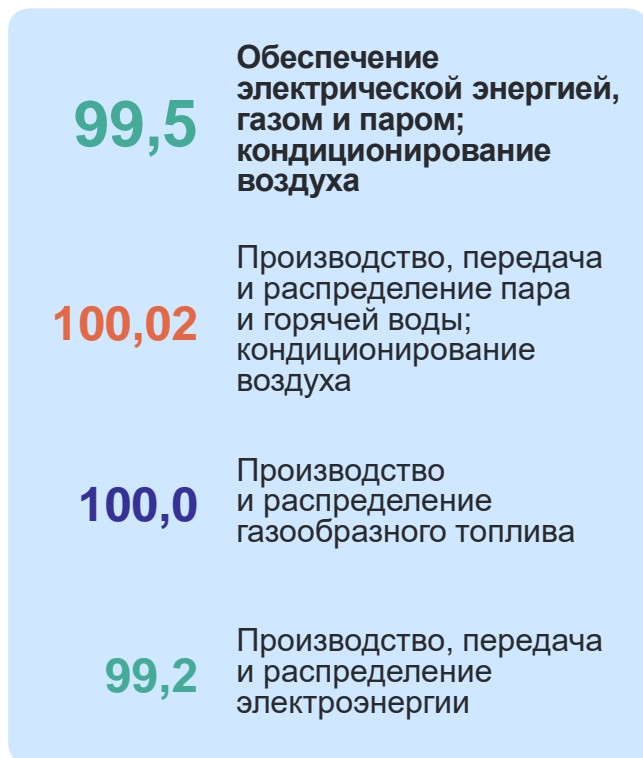 99,5
Обеспечение
электрической энергией,
газом и паром;
кондиционирование
воздуха
100,02
Производство, передача
и распределение пара
и горячей воды;
кондиционирование
воздуха
100,0
Производство
и распределение
газообразного топлива
99,2
Производство, передача
и распределение
электроэнергии